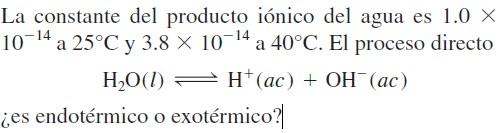 La constante del producto iónico del agua es 1.0 ×
10⁻¹⁴ a 25°C y 3.8 × 10⁻¹⁴ a 40°C. El proceso directo
H₂O(l) ⇌ H⁺(ac) + OH⁻(ac)
¿es endotérmico o exotérmico?